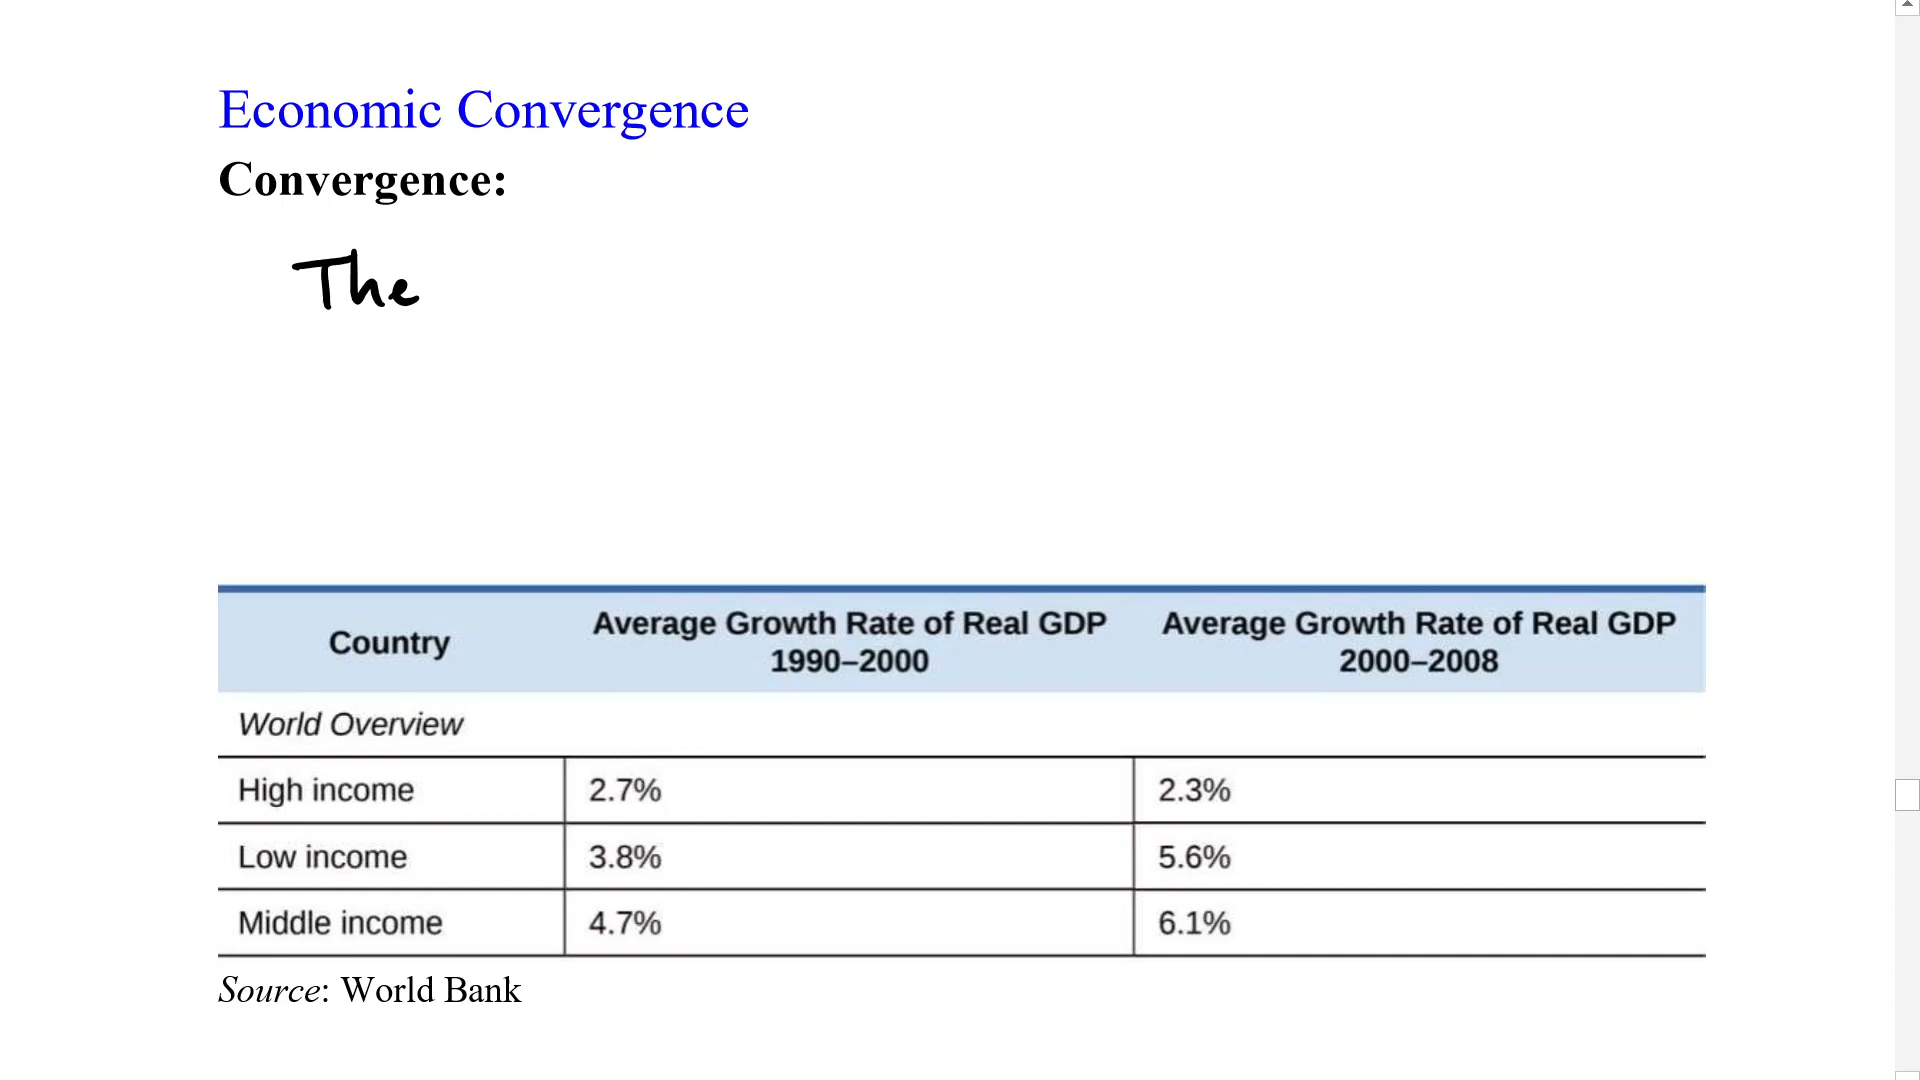 Economic Convergence
Convergence:
The
Country
Average Growth Rate of Real GDP 
1990–2000
Average Growth Rate of Real GDP
2000–2008
World Overview
High income 2.7% 2.3%
Low income 3.8% 5.6%
Middle income 4.7% 6.1%
Source: World Bank